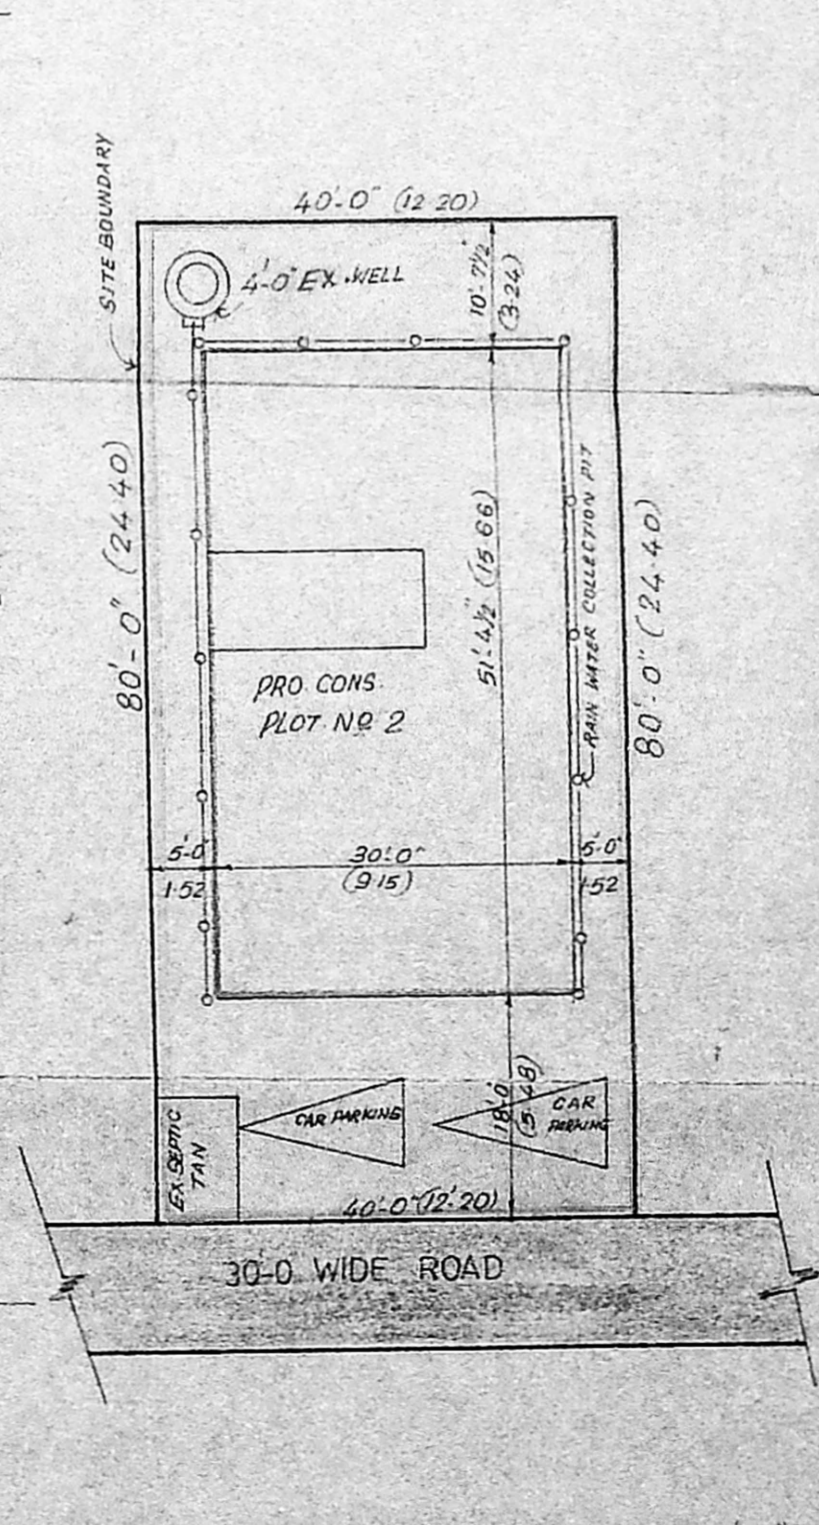 SITE BOUNDARY
40'-0" (12·20)
4'-0" EX. WELL
10'-7½"
(3·24)
80'-0" (24·40)
51'-4½" (15·66)
RAIN WATER COLLECTION PIT
80'-0" (24·40)
PRO. CONS.
PLOT No 2
5'-0"
1·52
30'-0"
(9·15)
5'-0"
1·52
EX SEPTIC
TAN
CAR PARKING
18'-0"
(5·48)
CAR
PARKING
40'-0" (12'·20)
30'-0 WIDE ROAD